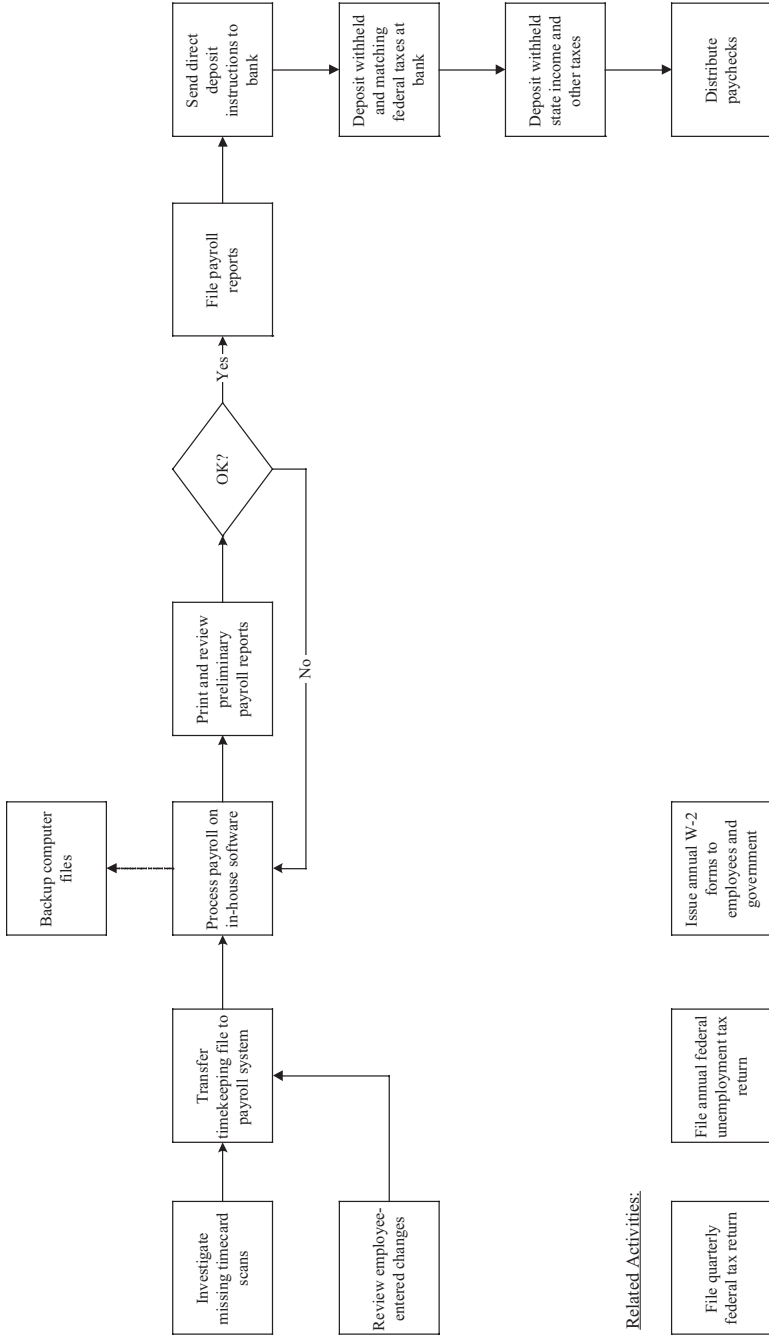 Investigate
missing timecard
scans
Review employee-
entered changes
Transfer
timekeeping file to
payroll system
Process payroll on
in-house software
Backup computer
files
Print and review
preliminary
payroll reports
OK?
Yes
No
File payroll
reports
Send direct
deposit
instructions to
bank
Deposit withheld
and matching
federal taxes at
bank
Deposit withheld
state income and
other taxes
Distribute
paychecks
Related Activities:
File quarterly
federal tax return
File annual federal
unemployment tax
return
Issue annual W-2
forms to
employees and
government